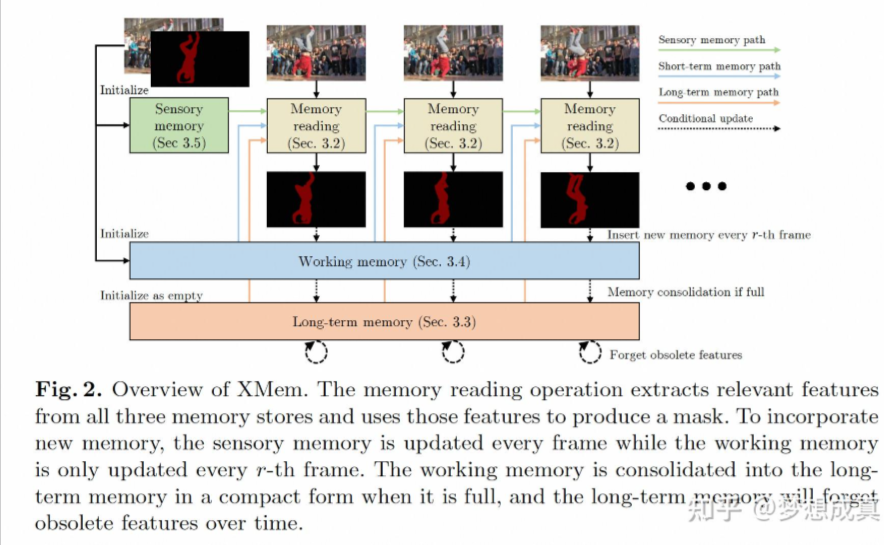 Sensory memory path
Short-term memory path
Long-term memory path
Conditional update
Initialize
Sensory
memory
(Sec 3.5)
Memory
reading
(Sec. 3.2)
Memory
reading
(Sec. 3.2)
Memory
reading
(Sec. 3.2)
Initialize
Insert new memory every r-th frame
Working memory (Sec. 3.4)
Initialize as empty
Memory consolidation if full
Long-term memory (Sec. 3.3)
Forget obsolete features
Fig. 2. Overview of XMem. The memory reading operation extracts relevant features
from all three memory stores and uses those features to produce a mask. To incorporate
new memory, the sensory memory is updated every frame while the working memory
is only updated every r-th frame. The working memory is consolidated into the long-
term memory in a compact form when it is full, and the long-term memory will forget
obsolete features over time.
知乎 @梦想成真